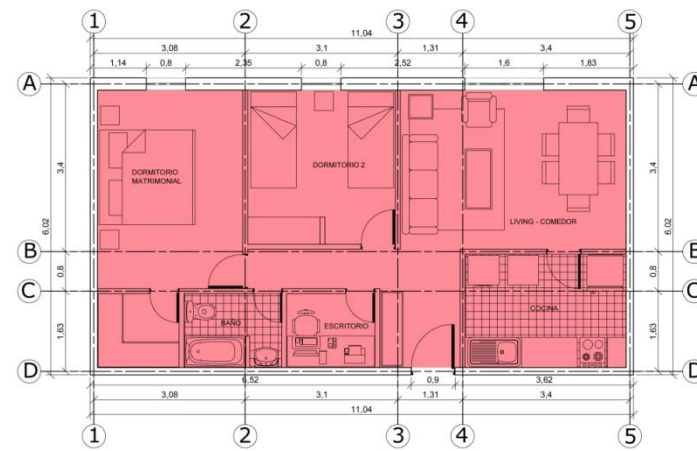 1 2 3 4 5
11,04
3,08 3,1 1,31 3,4
1,14 0,8 2,35 0,8 2,52 1,6 1,83
A A
3,4 3,4
DORMITORIO
MATRIMONIAL
DORMITORIO 2
LIVING - COMEDOR
6,02 6,02
B B
0,8 0,8
C C
BAÑO
ESCRITORIO
COCINA
1,63 1,63
D D
6,52 0,9 3,62
3,08 3,1 1,31 3,4
11,04
1 2 3 4 5